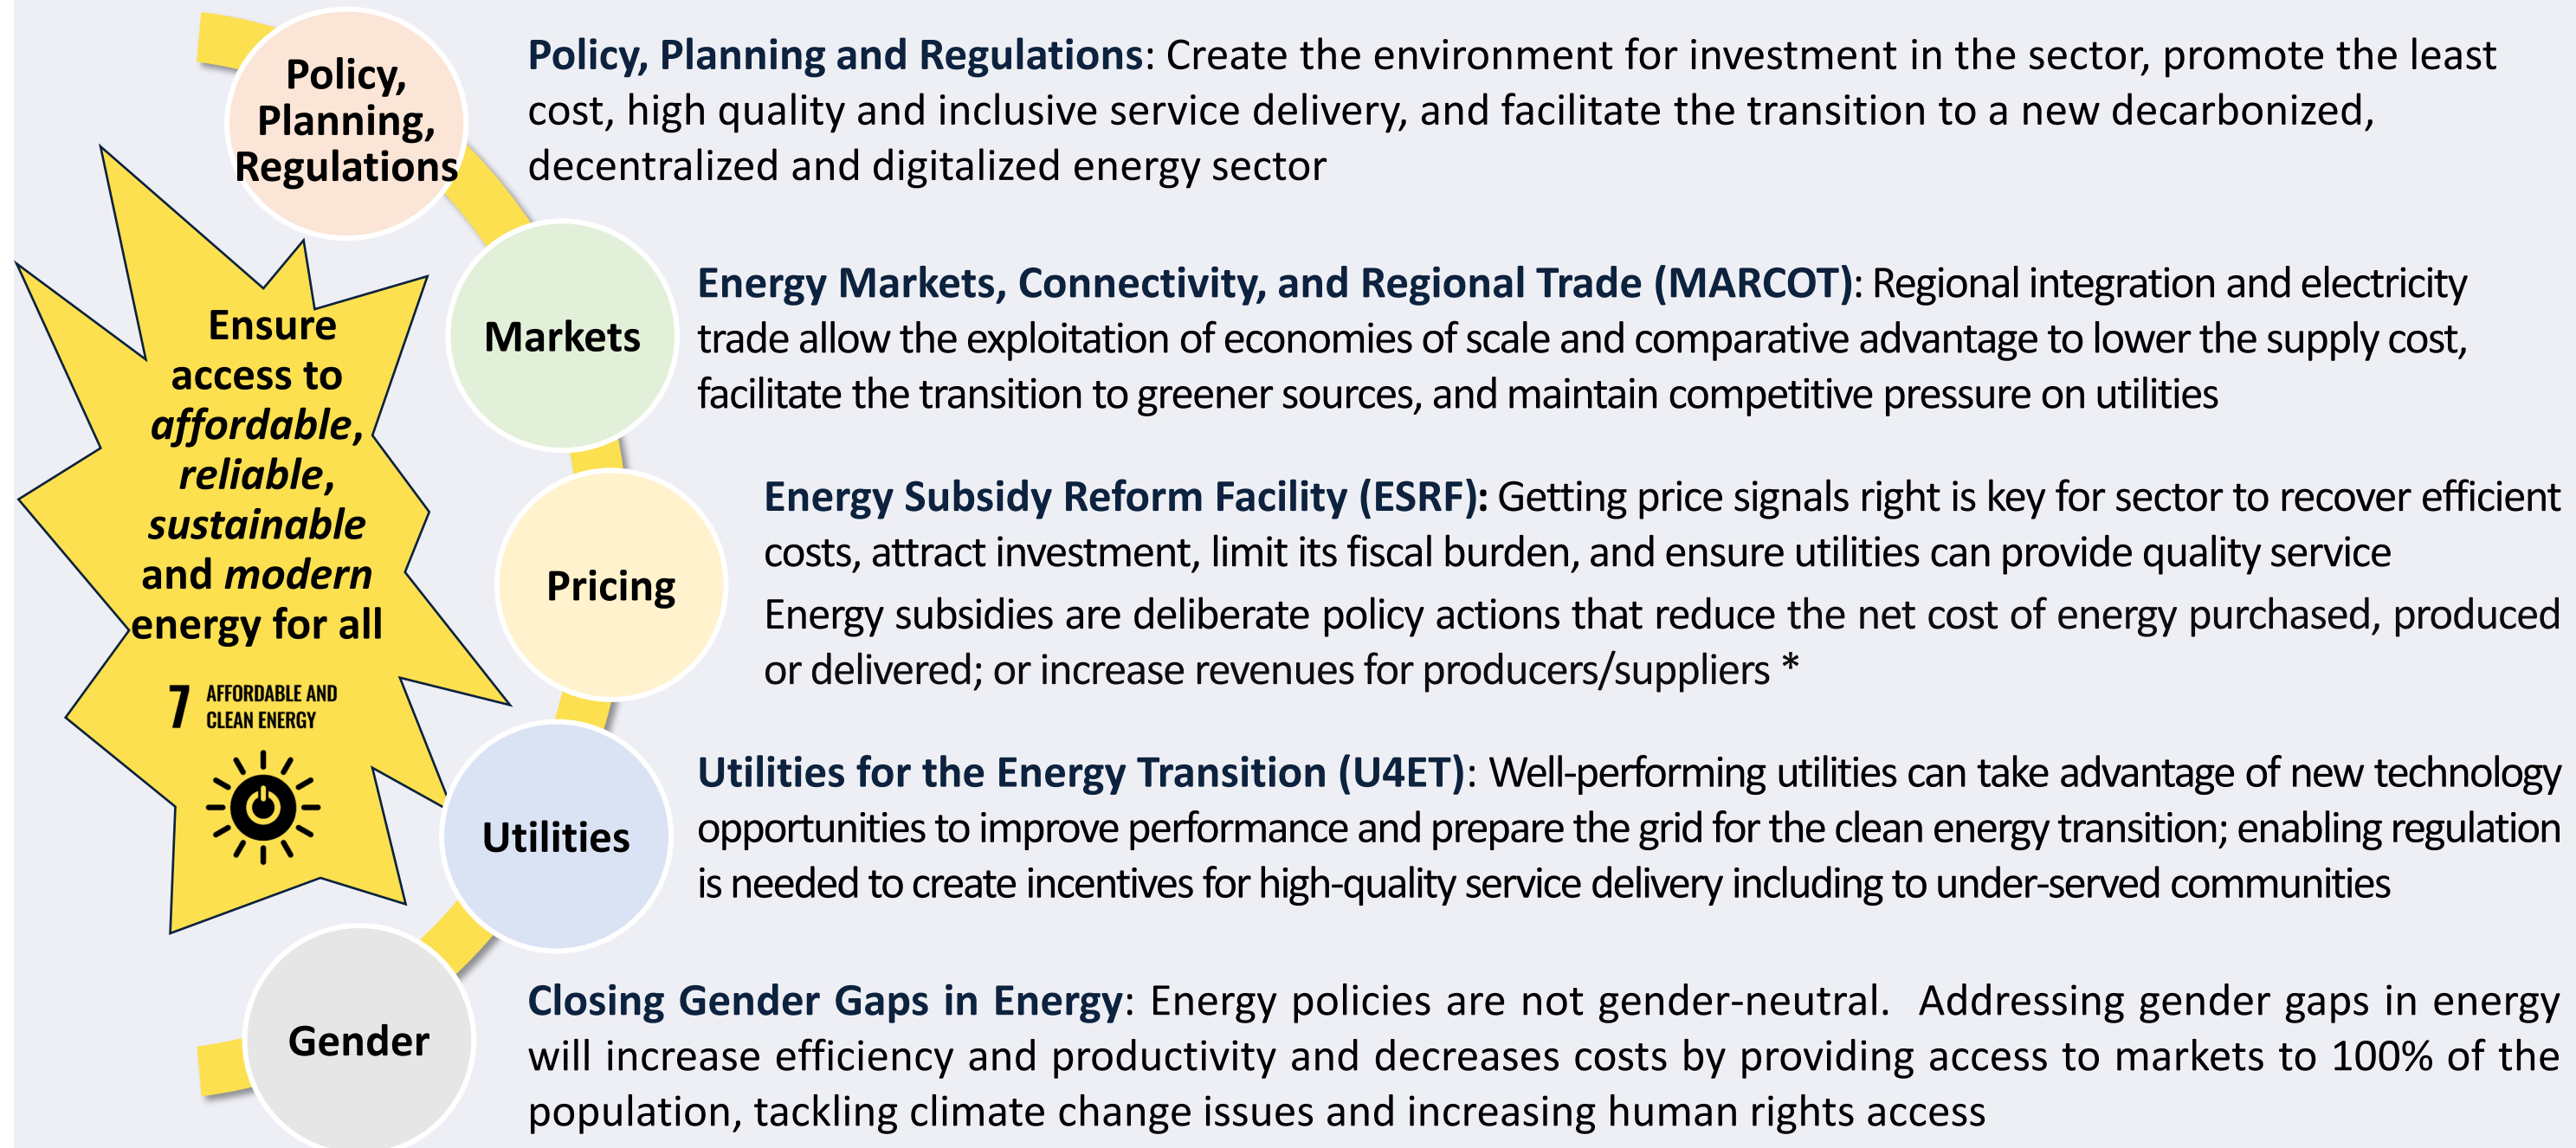 Policy,
Planning,
Regulations
Policy, Planning and Regulations: Create the environment for investment in the sector, promote the least
cost, high quality and inclusive service delivery, and facilitate the transition to a new decarbonized,
decentralized and digitalized energy sector
Ensure
access to
affordable,
reliable,
sustainable
and modern
energy for all
7 AFFORDABLE AND
CLEAN ENERGY
Markets
Energy Markets, Connectivity, and Regional Trade (MARCOT): Regional integration and electricity
trade allow the exploitation of economies of scale and comparative advantage to lower the supply cost,
facilitate the transition to greener sources, and maintain competitive pressure on utilities
Pricing
Energy Subsidy Reform Facility (ESRF): Getting price signals right is key for sector to recover efficient
costs, attract investment, limit its fiscal burden, and ensure utilities can provide quality service
Energy subsidies are deliberate policy actions that reduce the net cost of energy purchased, produced
or delivered; or increase revenues for producers/suppliers *
Utilities
Utilities for the Energy Transition (U4ET): Well-performing utilities can take advantage of new technology
opportunities to improve performance and prepare the grid for the clean energy transition; enabling regulation
is needed to create incentives for high-quality service delivery including to under-served communities
Gender
Closing Gender Gaps in Energy: Energy policies are not gender-neutral. Addressing gender gaps in energy
will increase efficiency and productivity and decreases costs by providing access to markets to 100% of the
population, tackling climate change issues and increasing human rights access